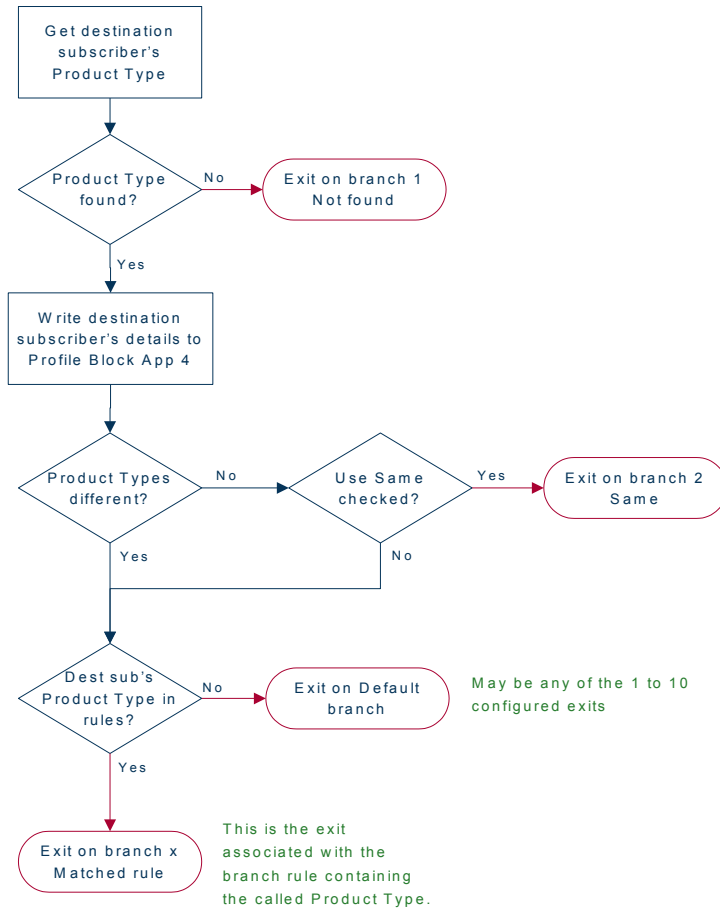 Get destination
subscriber's
Product Type
Product Type
found?
No
Exit on branch 1
Not found
Yes
Write destination
subscriber's details to
Profile Block App 4
Product Types
different?
No
Use Same
checked?
Yes
Exit on branch 2
Same
Yes
No
Dest sub's
Product Type in
rules?
No
Exit on Default
branch
May be any of the 1 to 10
configured exits
Yes
Exit on branch x
Matched rule
This is the exit
associated with the
branch rule containing
the called Product Type.